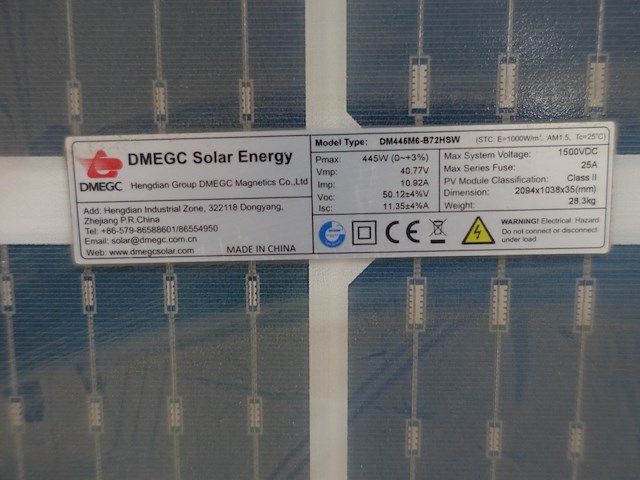 DMEGC
DMEGC Solar Energy
Hengdian Group DMEGC Magnetics Co.,Ltd
Add: Hengdian Industrial Zone, 322118 Dongyang,
Zhejiang P.R.China
Tel: +86-579-86588601/86554950
Email: solar@dmegc.com.cn
Web: www.dmegcsolar.com
MADE IN CHINA
Model Type: DM445M6-B72HSW (STC: E=1000W/m², AM1.5, Tc=25°C)
Pmax: 445W (0~+3%)
Vmp: 40.77V
Imp: 10.92A
Voc: 50.12±4%V
Isc: 11.35±4%A
Max System Voltage: 1500VDC
Max Series Fuse: 25A
PV Module Classification: Class II
Dimension: 2094x1038x35(mm)
Weight: 28.3kg
CE
WARNING! Electrical Hazard
Do not connect or disconnect
under load